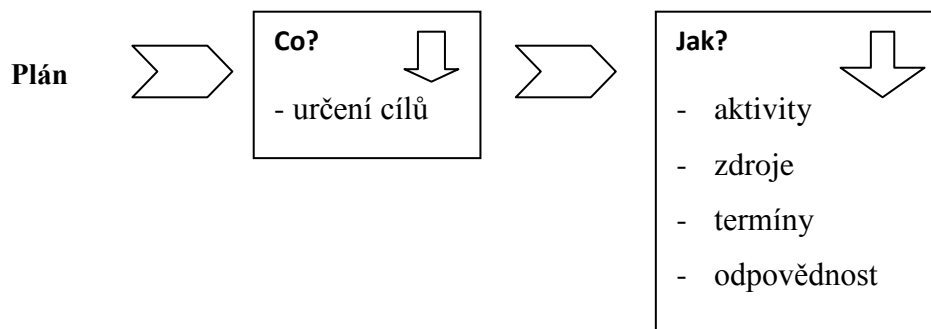 Plán
Co?
- určení cílů
Jak?
- aktivity
- zdroje
- termíny
- odpovědnost